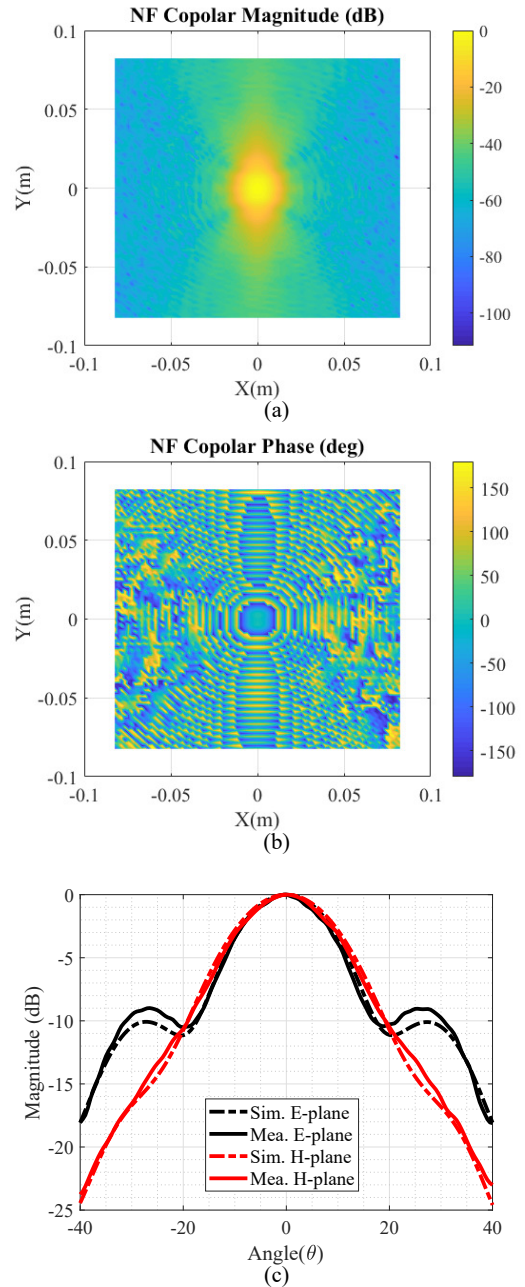 NF Copolar Magnitude (dB)
0.1
0.05
0
-0.05
-0.1
Y(m)
-0.1
-0.05
0
0.05
0.1
X(m)
0
-20
-40
-60
-80
-100
(a)
NF Copolar Phase (deg)
0.1
0.05
0
-0.05
-0.1
Y(m)
-0.1
-0.05
0
0.05
0.1
X(m)
150
100
50
0
-50
-100
-150
(b)
0
-5
-10
-15
-20
-25
Magnitude (dB)
Sim. E-plane
Mea. E-plane
Sim. H-plane
Mea. H-plane
-40
-20
0
20
40
Angle(θ)
(c)